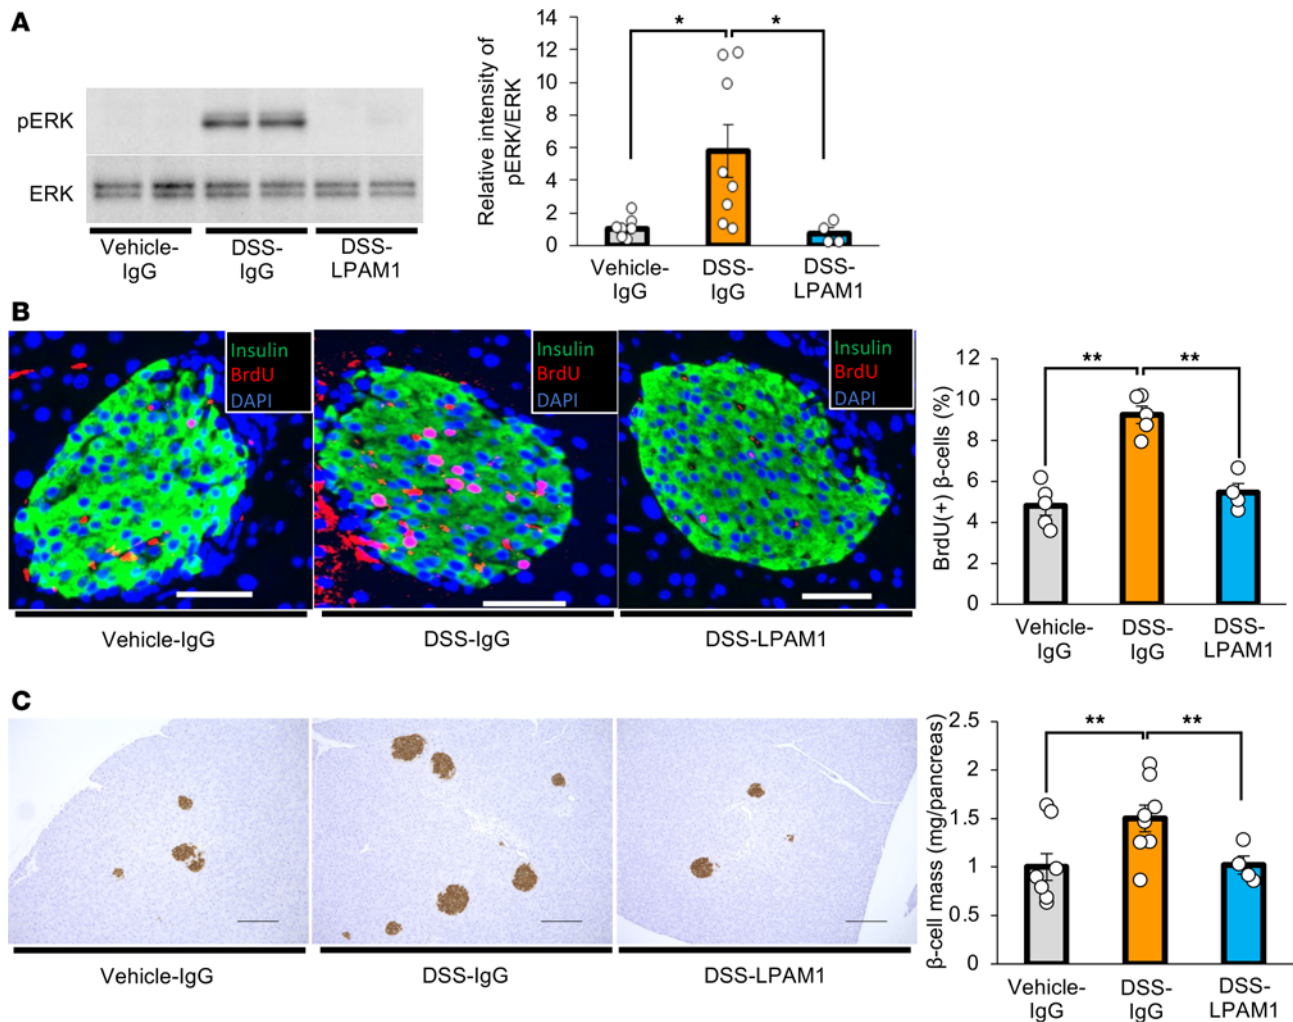 A
pERK
ERK
Vehicle-
IgG
DSS-
IgG
DSS-
LPAM1
Relative intensity of
pERK/ERK
14
12
10
8
6
4
2
0
*
*
Vehicle-
IgG
DSS-
IgG
DSS-
LPAM1
B
Insulin
BrdU
DAPI
Insulin
BrdU
DAPI
Insulin
BrdU
DAPI
Vehicle-IgG
DSS-IgG
DSS-LPAM1
BrdU(+) β-cells (%)
12
10
8
6
4
2
0
**
**
Vehicle-
IgG
DSS-
IgG
DSS-
LPAM1
C
Vehicle-IgG
DSS-IgG
DSS-LPAM1
β-cell mass (mg/pancreas)
2.5
2
1.5
1
0.5
0
**
**
Vehicle-
IgG
DSS-
IgG
DSS-
LPAM1